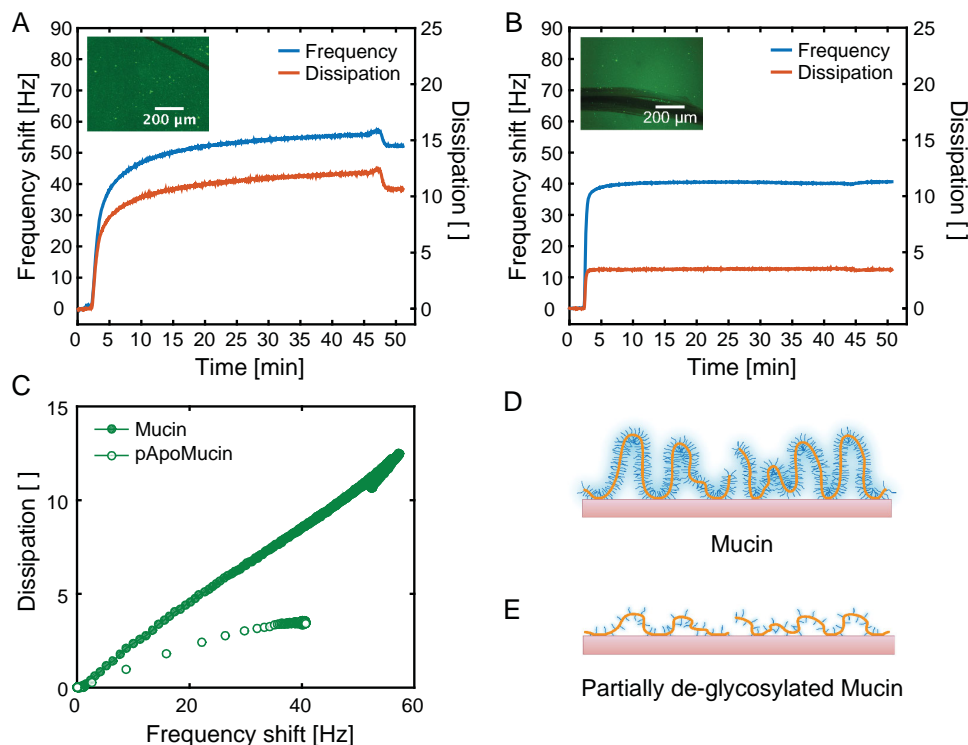 A
90
80
70
60
50
40
30
20
10
0
Frequency shift [Hz]
25
20
15
10
5
0
Dissipation [ ]
Frequency
Dissipation
200 µm
0 5 10 15 20 25 30 35 40 45 50
Time [min]
B
90
80
70
60
50
40
30
20
10
0
Frequency shift [Hz]
25
20
15
10
5
0
Dissipation [ ]
Frequency
Dissipation
200 µm
0 5 10 15 20 25 30 35 40 45 50
Time [min]
C
15
10
5
0
Dissipation [ ]
Mucin
pApoMucin
0 20 40 60
Frequency shift [Hz]
D
Mucin
E
Partially de-glycosylated Mucin